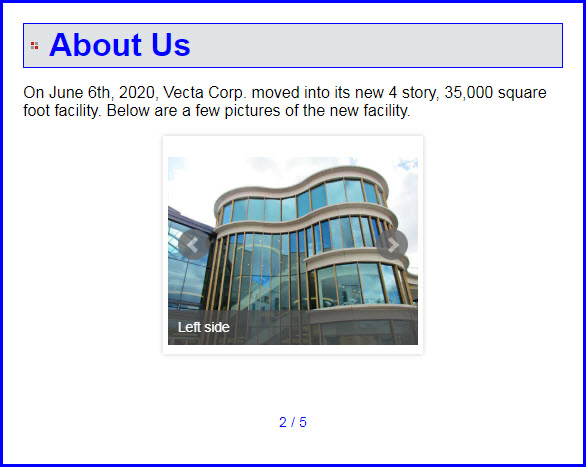 About Us
On June 6th, 2020, Vecta Corp. moved into its new 4 story, 35,000 square
foot facility. Below are a few pictures of the new facility.
Left side
2 / 5